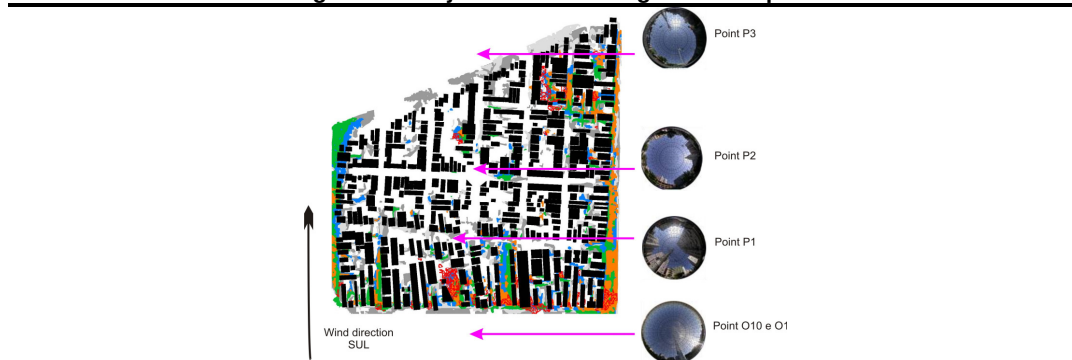 Point P3
Point P2
Point P1
Point O10 e O1
Wind direction
SUL